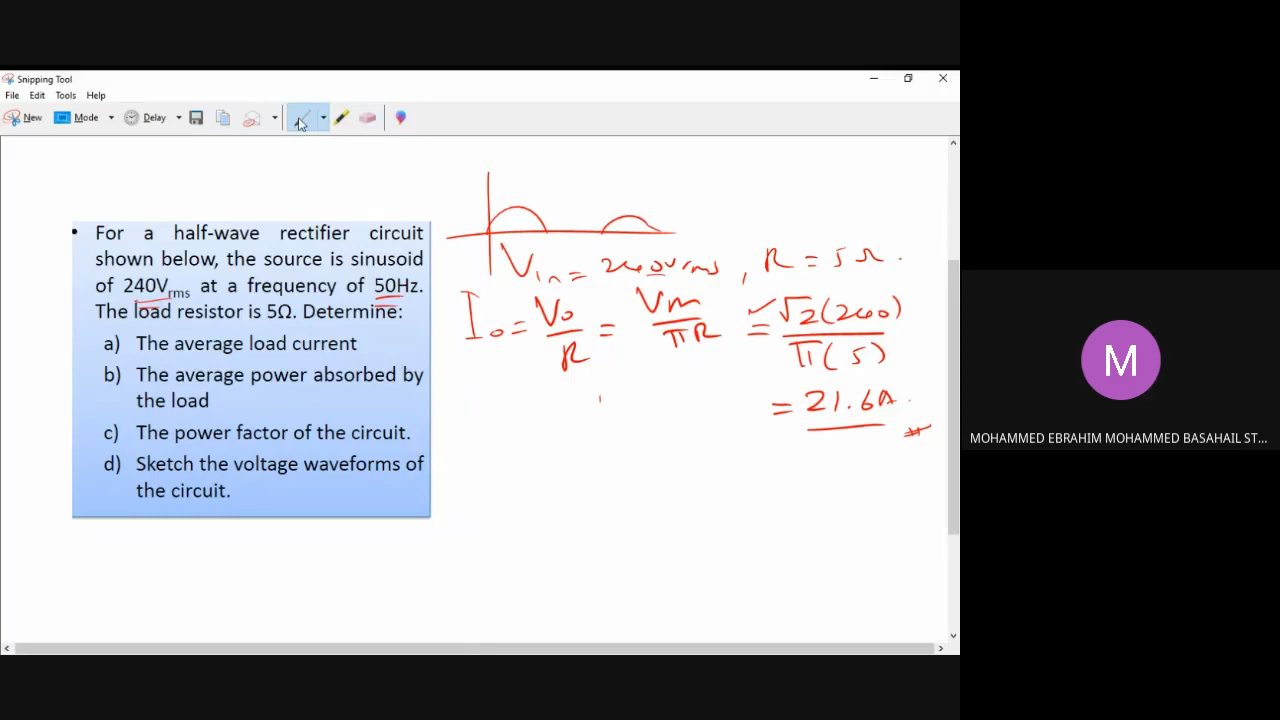 Snipping Tool
File Edit Tools Help
New Mode Delay
• For a half-wave rectifier circuit
shown below, the source is sinusoid
of 240Vrms at a frequency of 50Hz.
The load resistor is 5Ω. Determine:
a) The average load current
b) The average power absorbed by
the load
c) The power factor of the circuit.
d) Sketch the voltage waveforms of
the circuit.
Vin = 240Vrms , R = 5Ω.
Io = Vo/R = Vm/πR = √2(240)/π(5)
= 21.6A.
M
MOHAMMED EBRAHIM MOHAMMED BASAHAIL ST...